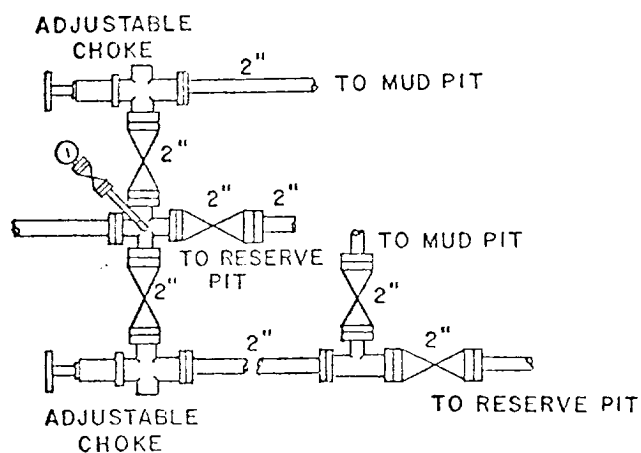 ADJUSTABLE
CHOKE
2"
TO MUD PIT
2"
1
2"
2"
TO RESERVE
PIT
TO MUD PIT
2"
2"
2"
2"
ADJUSTABLE
CHOKE
TO RESERVE PIT